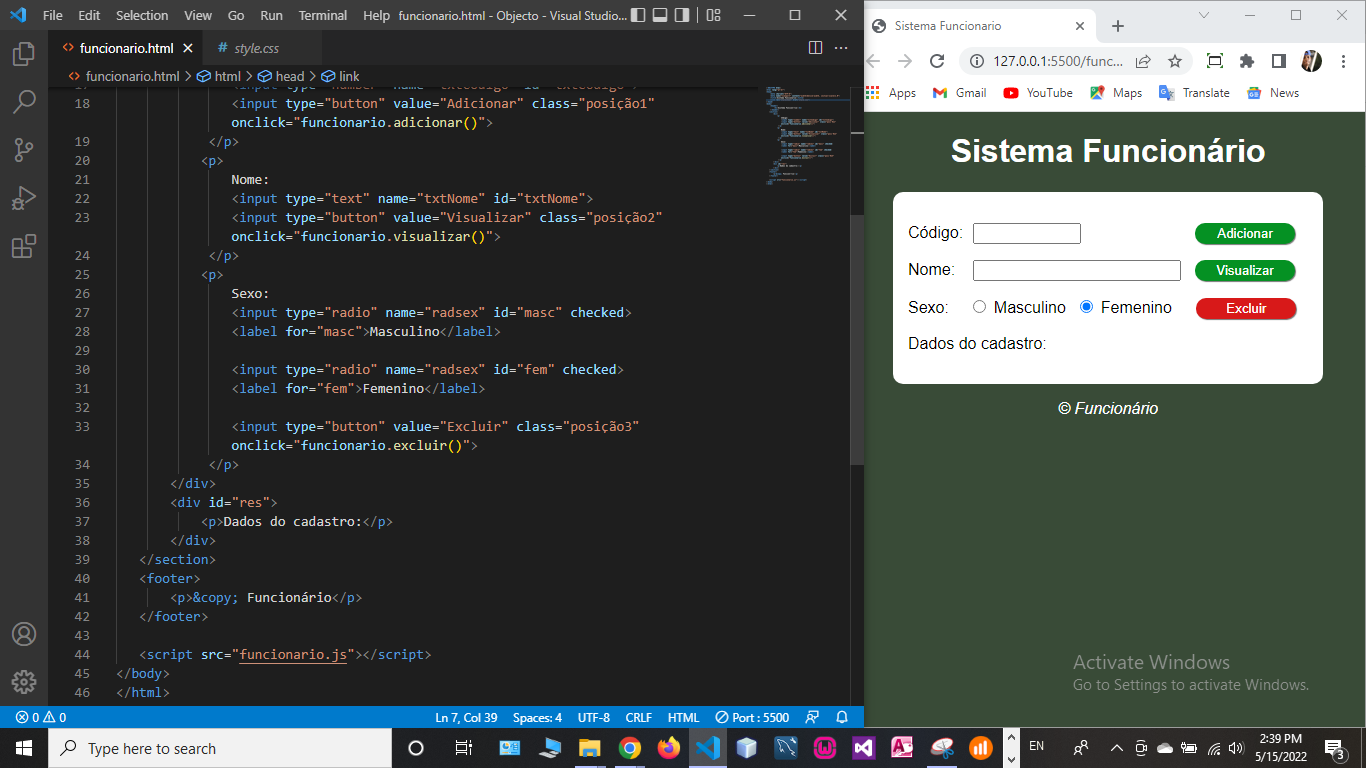 File Edit Selection View Go Run Terminal Help funcionario.html - Objecto - Visual Studio...
funcionario.html
# style.css
funcionario.html > html > head > link
18 <input type="button" value="Adicionar" class="posição1"
onclick="funcionario.adicionar()">
19 </p>
20 <p>
21 Nome:
22 <input type="text" name="txtNome" id="txtNome">
23 <input type="button" value="Visualizar" class="posição2"
onclick="funcionario.visualizar()">
24 </p>
25 <p>
26 Sexo:
27 <input type="radio" name="radsex" id="masc" checked>
28 <label for="masc">Masculino</label>
29
30 <input type="radio" name="radsex" id="fem" checked>
31 <label for="fem">Femenino</label>
32
33 <input type="button" value="Excluir" class="posição3"
onclick="funcionario.excluir()">
34 </p>
35 </div>
36 <div id="res">
37 <p>Dados do cadastro:</p>
38 </div>
39 </section>
40 <footer>
41 <p>&copy; Funcionário</p>
42 </footer>
43
44 <script src="funcionario.js"></script>
45 </body>
46 </html>
0 0 Ln 7, Col 39 Spaces: 4 UTF-8 CRLF HTML Port : 5500
Sistema Funcionario
127.0.0.1:5500/func...
Apps Gmail YouTube Maps Translate News
Sistema Funcionário
Código: Adicionar
Nome: Visualizar
Sexo: Masculino Femenino Excluir
Dados do cadastro:
© Funcionário
Activate Windows
Go to Settings to activate Windows.
Type here to search
EN
2:39 PM
5/15/2022
3